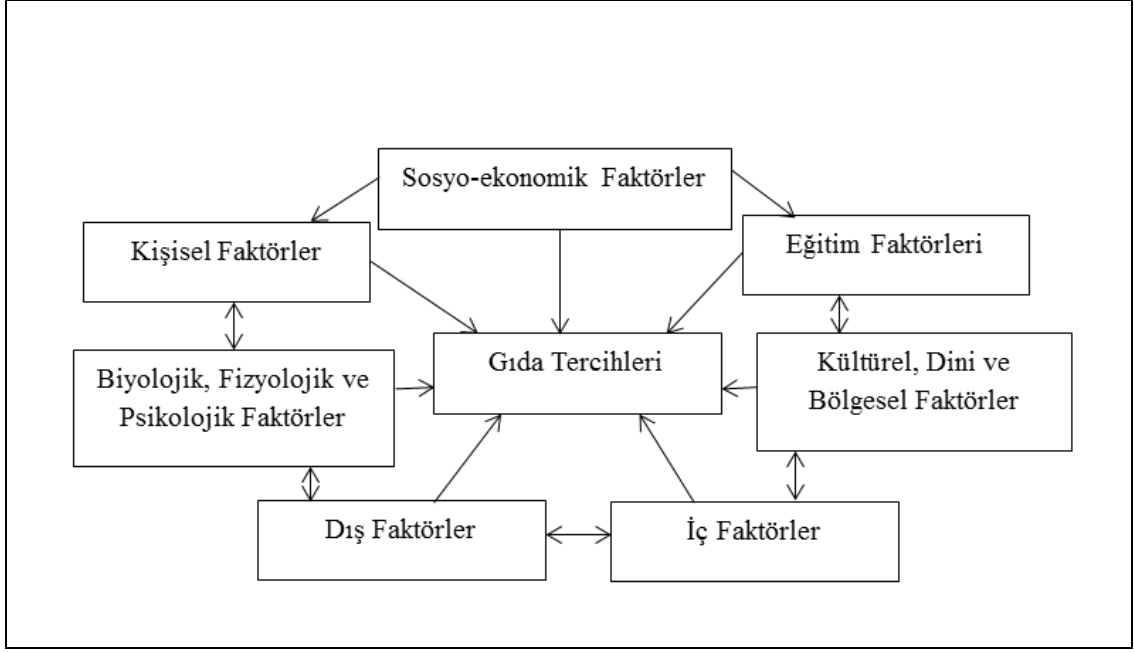 Sosyo-ekonomik Faktörler
Kişisel Faktörler
Eğitim Faktörleri
Biyolojik, Fizyolojik ve
Psikolojik Faktörler
Gıda Tercihleri
Kültürel, Dini ve
Bölgesel Faktörler
Dış Faktörler
İç Faktörler